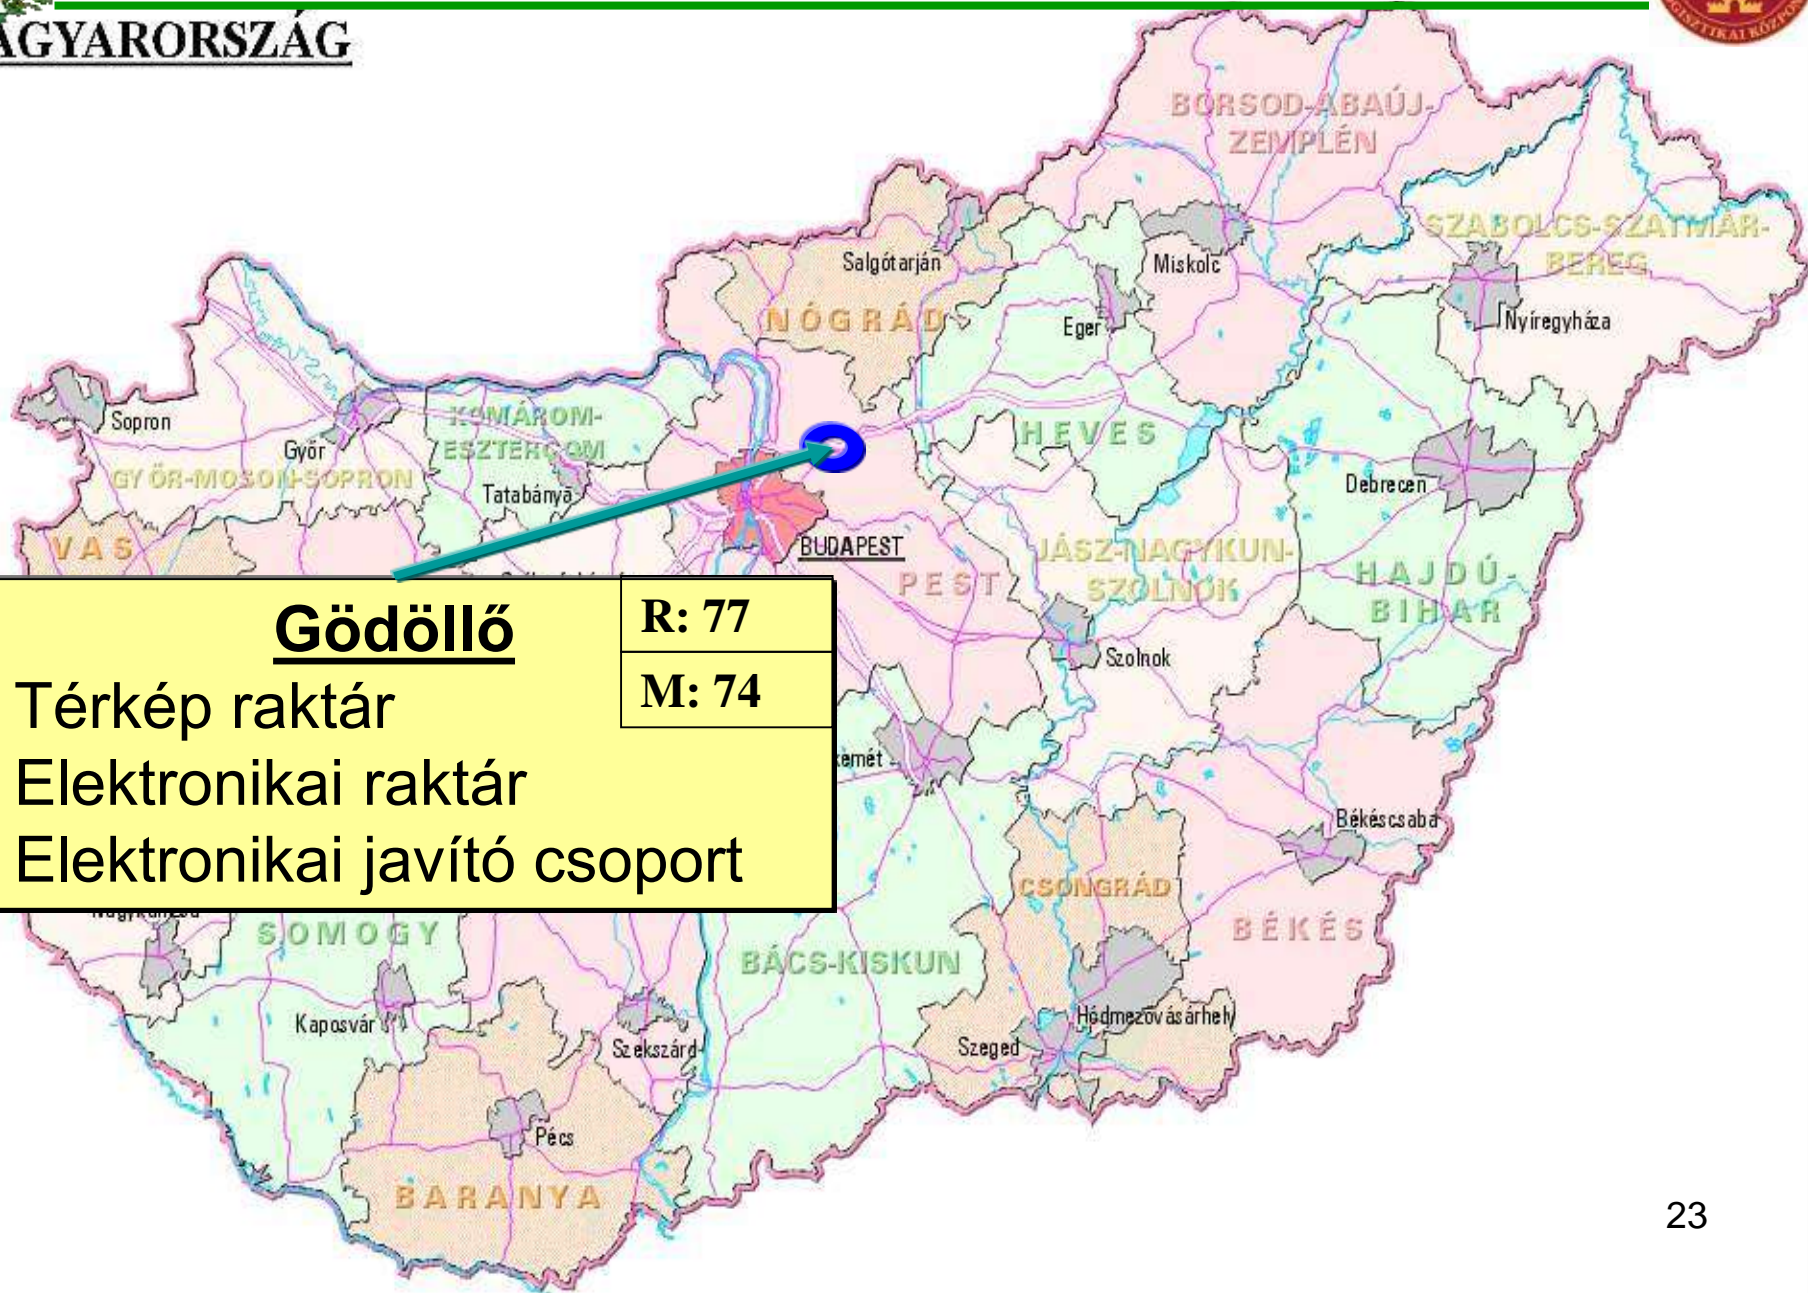 AGYARORSZÁG
BORSOD-ABAÚJ-
ZEMPLÉN
SZABOLCS-SZATMÁR-
BEREG
Salgótarján
Miskolc
NÓGRÁD
Eger
Nyíregyháza
Sopron
Győr
KOMÁROM-
ESZTERGOM
HEVES
GYŐR-MOSON-SOPRON
Tatabánya
Debrecen
VAS
BUDAPEST
PEST
JÁSZ-NAGYKUN-
SZOLNOK
HAJDÚ-
BIHAR
Gödöllő
R: 77
M: 74
Térkép raktár
Elektronikai raktár
Elektronikai javító csoport
Szolnok
kemét
Békéscsaba
CSONGRÁD
BÉKÉS
SOMOGY
BÁCS-KISKUN
Kaposvár
Szekszárd
Szeged
Hódmezővásárhely
Pécs
BARANYA
23